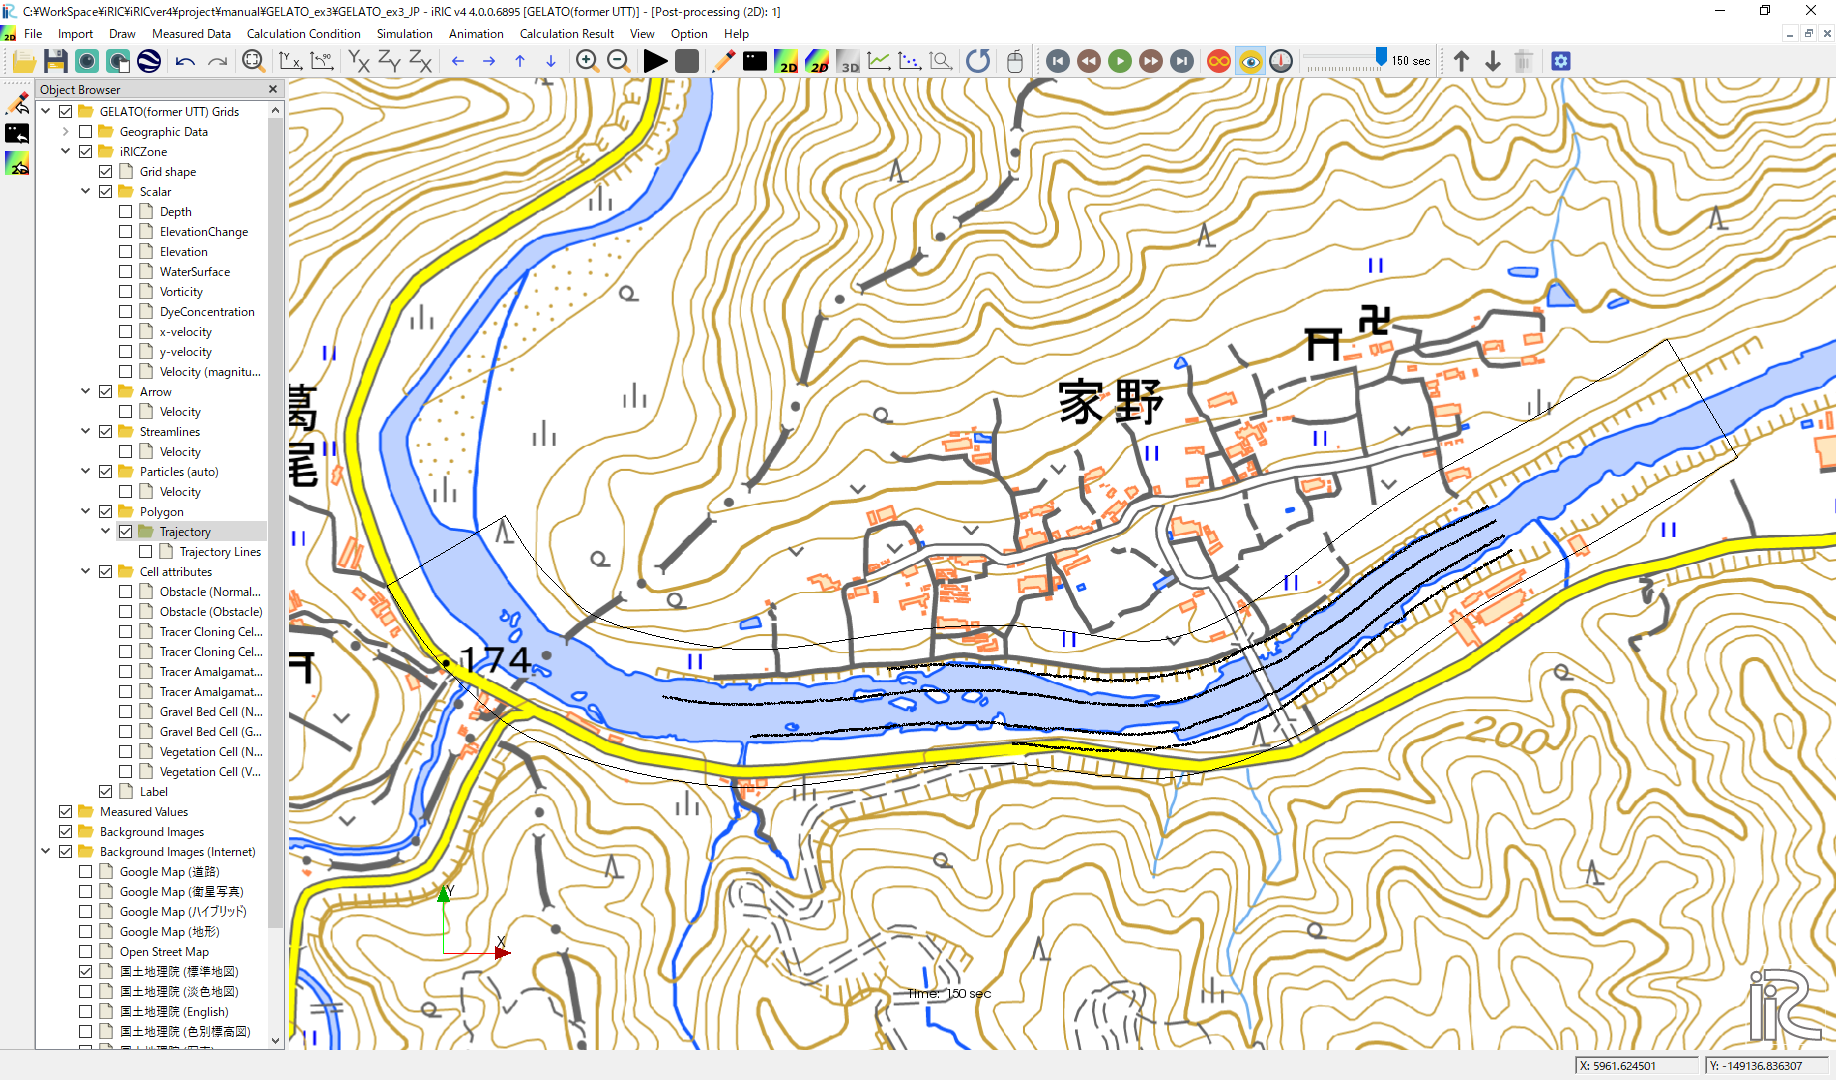 C:¥WorkSpace¥iRIC¥iRICver4¥project¥manual¥GELATO_ex3¥GELATO_ex3_JP - iRIC v4 4.0.0.6895 [GELATO(former UTT)] - [Post-processing (2D): 1]
File Import Draw Measured Data Calculation Condition Simulation Animation Calculation Result View Option Help
150 sec
Object Browser
GELATO(former UTT) Grids
Geographic Data
iRICZone
Grid shape
Scalar
Depth
ElevationChange
Elevation
WaterSurface
Vorticity
DyeConcentration
x-velocity
y-velocity
Velocity (magnitu...
Arrow
Velocity
Streamlines
Velocity
Particles (auto)
Velocity
Polygon
Trajectory
Trajectory Lines
Cell attributes
Obstacle (Normal...
Obstacle (Obstacle)
Tracer Cloning Cel...
Tracer Cloning Cel...
Tracer Amalgamat...
Tracer Amalgamat...
Gravel Bed Cell (N...
Gravel Bed Cell (G...
Vegetation Cell (N...
Vegetation Cell (V...
Label
Measured Values
Background Images
Background Images (Internet)
Google Map (道路)
Google Map (衛星写真)
Google Map (ハイブリッド)
Google Map (地形)
Open Street Map
国土地理院 (標準地図)
国土地理院 (淡色地図)
国土地理院 (English)
国土地理院 (色別標高図)
家野
葛尾
174
200
Y
X
Time: 150 sec
iRIC
X: 5961.624501
Y: -149136.836307